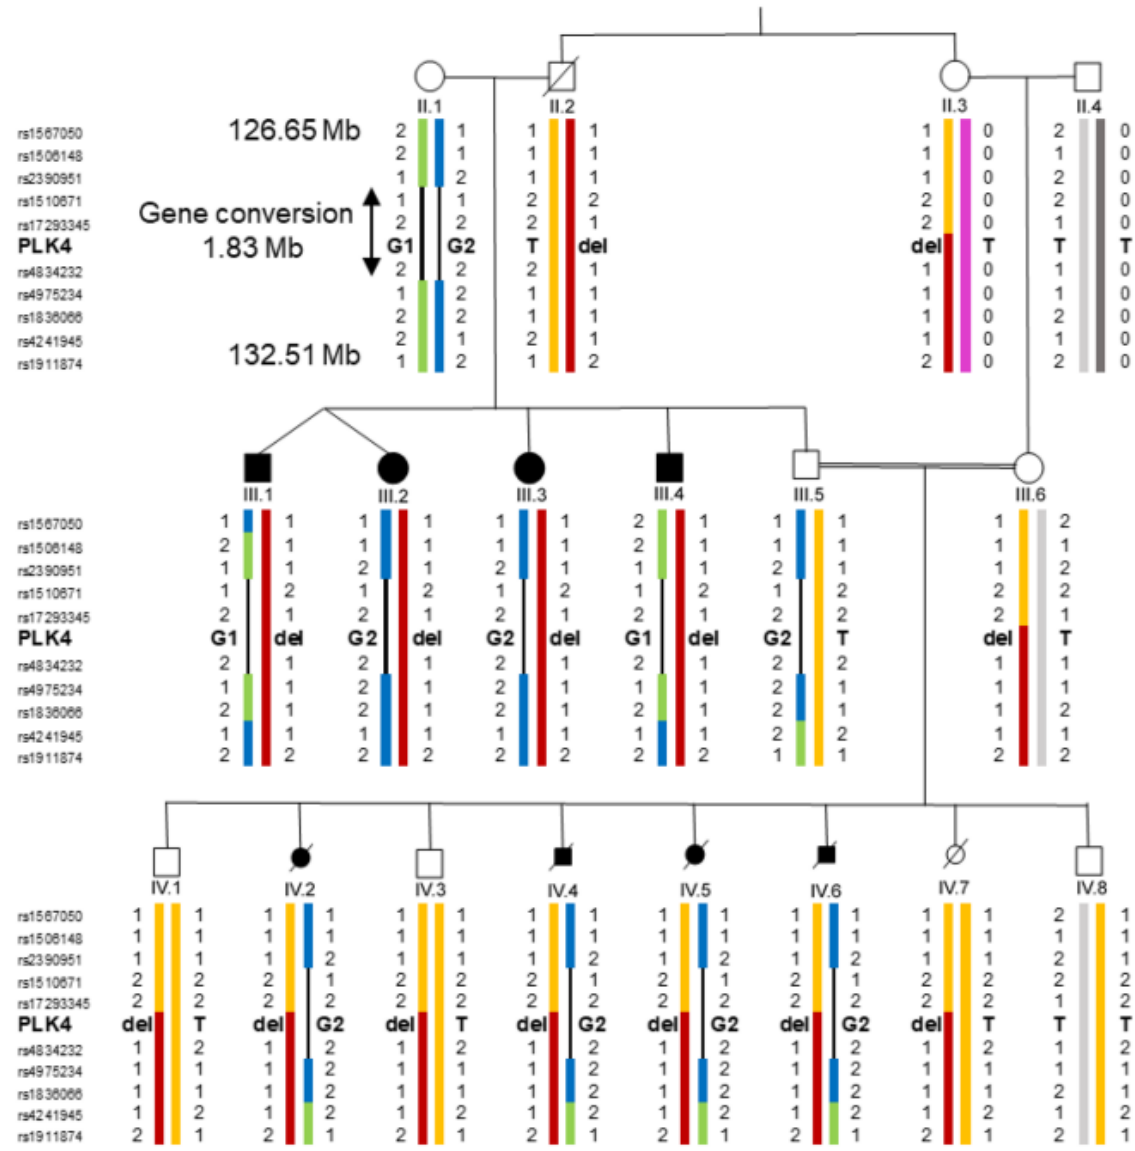 II.1 II.2 II.3 II.4
rs1567050 126.65 Mb 2 1 1 1 1 0 2 0
rs1506148 2 1 1 1 1 0 1 0
rs2390951 1 2 1 1 1 0 2 0
rs1510671 1 1 2 2 2 0 2 0
rs17293345 Gene conversion 2 2 2 1 2 0 1 0
PLK4 1.83 Mb G1 G2 T del del T T T
rs4834232 2 2 2 1 1 0 1 0
rs4975234 1 2 1 1 1 0 1 0
rs1836066 2 2 1 1 1 0 2 0
rs4241945 2 1 T 1 1 0 1 0
rs1911874 132.51 Mb 1 2 1 2 2 0 2 0
III.1 III.2 III.3 III.4 III.5 III.6
rs1567050 1 1 1 1 1 1 2 1 1 1 1 2
rs1506148 2 1 1 1 1 1 2 1 1 1 1 1
rs2390951 1 1 2 1 2 1 1 1 2 1 1 2
rs1510671 1 2 1 2 1 2 1 2 1 2 2 2
rs17293345 2 1 2 1 2 1 2 1 2 2 2 1
PLK4 G1 del G2 del G2 del G1 del G2 T del T
rs4834232 2 1 2 1 2 1 2 1 2 2 1 1
rs4975234 1 1 2 1 2 1 1 1 2 1 1 1
rs1836066 2 1 2 1 2 1 2 1 2 1 1 2
rs4241945 1 1 1 1 1 1 1 1 2 2 1 1
rs1911874 2 2 2 2 2 2 2 2 1 1 2 2
IV.1 IV.2 IV.3 IV.4 IV.5 IV.6 IV.7 IV.8
rs1567050 1 1 1 1 1 1 1 1 1 1 1 1 1 1 2 1
rs1506148 1 1 1 1 1 1 1 1 1 1 1 1 1 1 1 1
rs2390951 1 1 1 2 1 1 1 2 1 2 1 2 1 1 2 1
rs1510671 2 2 2 1 2 2 2 1 2 1 2 1 2 2 2 2
rs17293345 2 2 2 2 2 2 2 2 2 2 2 2 2 2 1 2
PLK4 del T del G2 del T del G2 del G2 del G2 del T T T
rs4834232 1 2 1 2 1 2 1 2 1 2 1 2 1 2 1 2
rs4975234 1 1 1 2 1 1 1 2 1 2 1 2 1 1 1 1
rs1836066 1 1 1 2 1 1 1 2 1 2 1 2 1 1 2 1
rs4241945 1 2 1 2 1 2 1 2 1 2 1 2 1 2 1 2
rs1911874 2 1 2 1 2 1 2 1 2 1 2 1 2 1 2 1